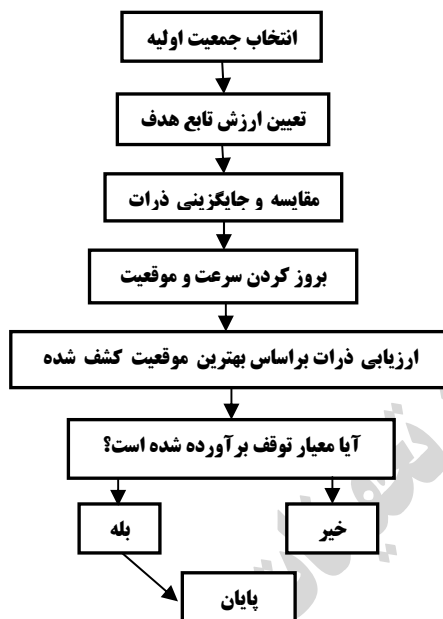 انتخاب جمعیت اولیه
تعیین ارزش تابع هدف
مقایسه و جایگزینی ذرات
بروز کردن سرعت و موقعیت
ارزیابی ذرات براساس بهترین موقعیت کشف شده
آیا معیار توقف برآورده شده است؟
خیر
بله
پایان